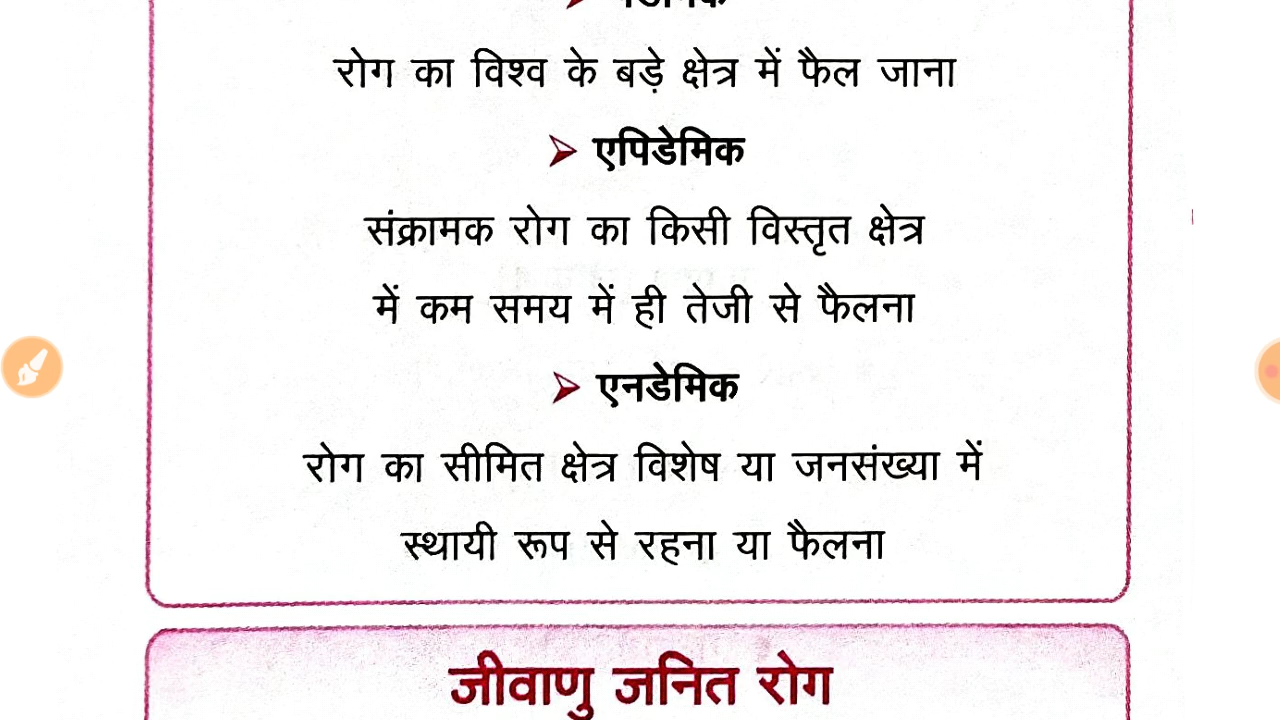 रोग का विश्व के बड़े क्षेत्र में फैल जाना
➢ एपिडेमिक
संक्रामक रोग का किसी विस्तृत क्षेत्र
में कम समय में ही तेजी से फैलना
➢ एनडेमिक
रोग का सीमित क्षेत्र विशेष या जनसंख्या में
स्थायी रूप से रहना या फैलना
जीवाणु जनित रोग